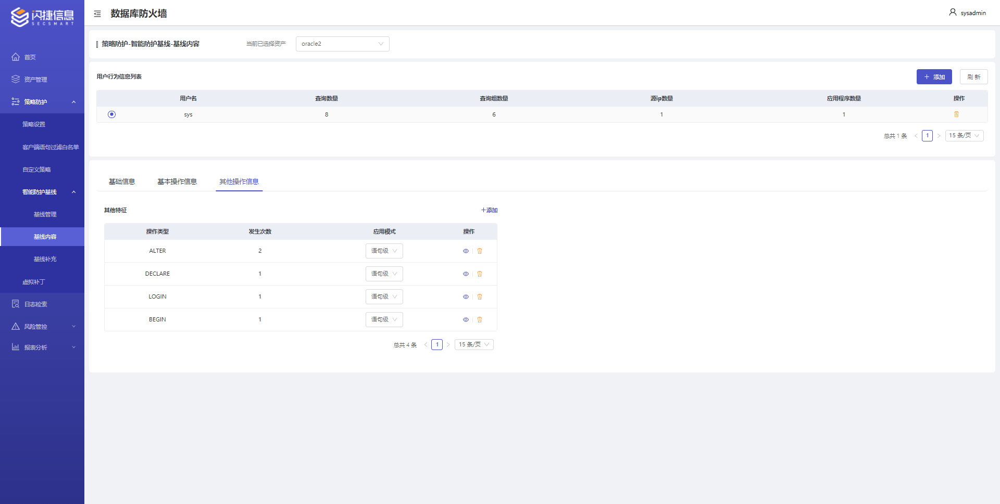 闪捷信息
SECSMART
数据库防火墙
sysadmin
首页
资产管理
策略防护
策略设置
客户端语句过滤白名单
自定义策略
智能防护基线
基线管理
基线内容
基线补充
虚拟补丁
日志检索
风险管控
报表分析
策略防护-智能防护基线-基线内容
当前已选择资产
oracle2
用户行为信息列表
添加
刷 新
用户名 查询数量 查询组数量 源ip数量 应用程序数量 操作
sys 8 6 1 1
总共 1 条 < 1 > 15 条/页
基础信息 基本操作信息 其他操作信息
其他特征
+添加
操作类型 发生次数 应用模式 操作
ALTER 2 语句级
DECLARE 1 语句级
LOGIN 1 语句级
BEGIN 1 语句级
总共 4 条 < 1 > 15 条/页